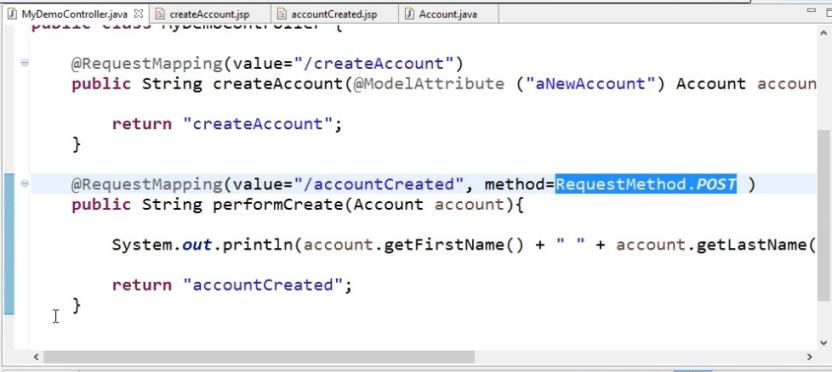 MyDemoController.java createAccount.jsp accountCreated.jsp Account.java
public class MyDemoController {
@RequestMapping(value="/createAccount")
public String createAccount(@ModelAttribute ("aNewAccount") Account accoun
return "createAccount";
}
@RequestMapping(value="/accountCreated", method=RequestMethod.POST )
public String performCreate(Account account){
System.out.println(account.getFirstName() + " " + account.getLastName(
return "accountCreated";
}